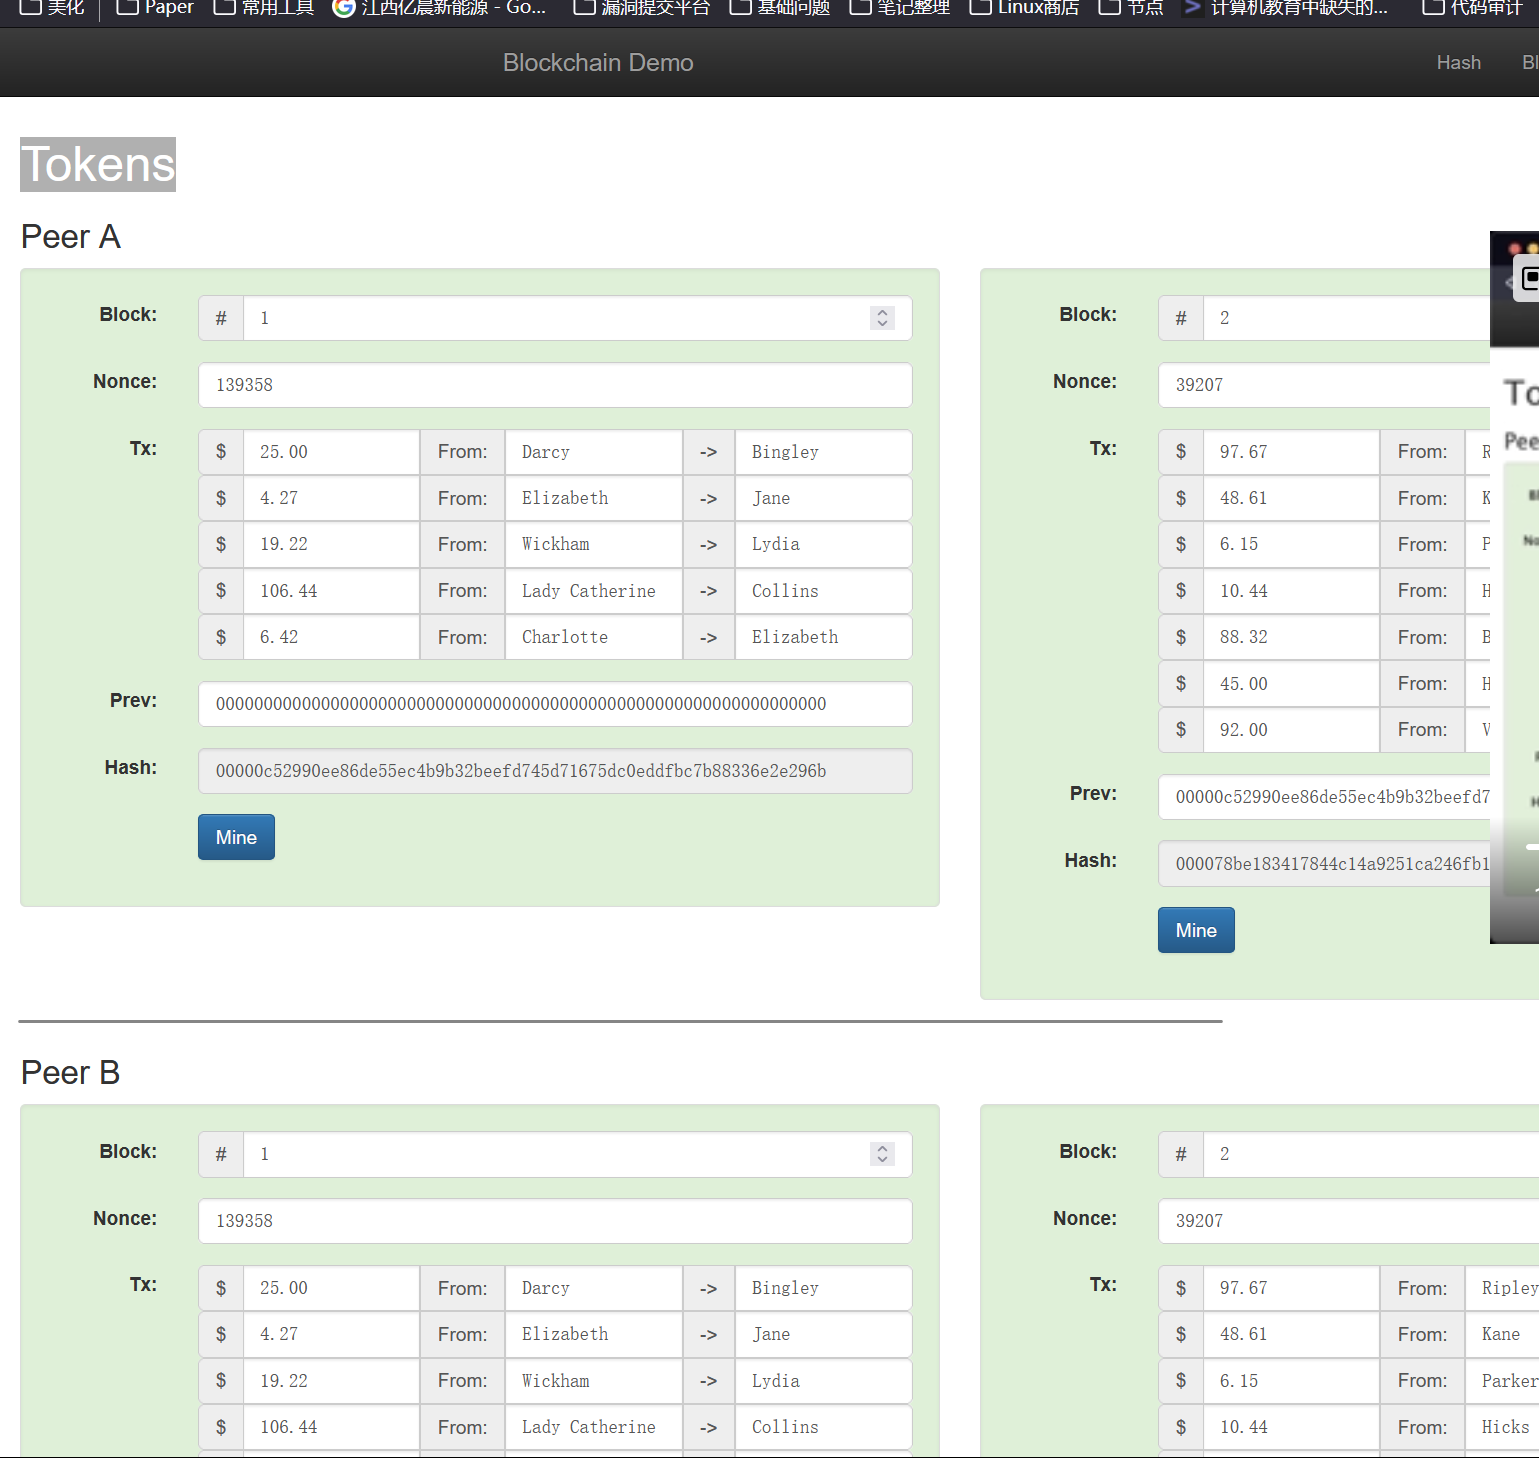 美化 Paper 常用工具 江西亿晨新能源 - Go... 漏洞提交平台 基础问题 笔记整理 Linux商店 节点 计算机教育中缺失的... 代码审计
Blockchain Demo Hash
Tokens
Peer A
Block: # 1
Nonce: 139358
Tx: $ 25.00 From: Darcy -> Bingley
$ 4.27 From: Elizabeth -> Jane
$ 19.22 From: Wickham -> Lydia
$ 106.44 From: Lady Catherine -> Collins
$ 6.42 From: Charlotte -> Elizabeth
Prev: 0000000000000000000000000000000000000000000000000000000000000000
Hash: 00000c52990ee86de55ec4b9b32beefd745d71675dc0eddfbc7b88336e2e296b
Mine
Block: # 2
Nonce: 39207
Tx: $ 97.67 From:
$ 48.61 From:
$ 6.15 From:
$ 10.44 From:
$ 88.32 From:
$ 45.00 From:
$ 92.00 From:
Prev: 00000c52990ee86de55ec4b9b32beefd7
Hash: 000078be183417844c14a9251ca246fb1
Mine
Peer B
Block: # 1
Nonce: 139358
Tx: $ 25.00 From: Darcy -> Bingley
$ 4.27 From: Elizabeth -> Jane
$ 19.22 From: Wickham -> Lydia
$ 106.44 From: Lady Catherine -> Collins
Block: # 2
Nonce: 39207
Tx: $ 97.67 From: Ripley
$ 48.61 From: Kane
$ 6.15 From: Parker
$ 10.44 From: Hicks